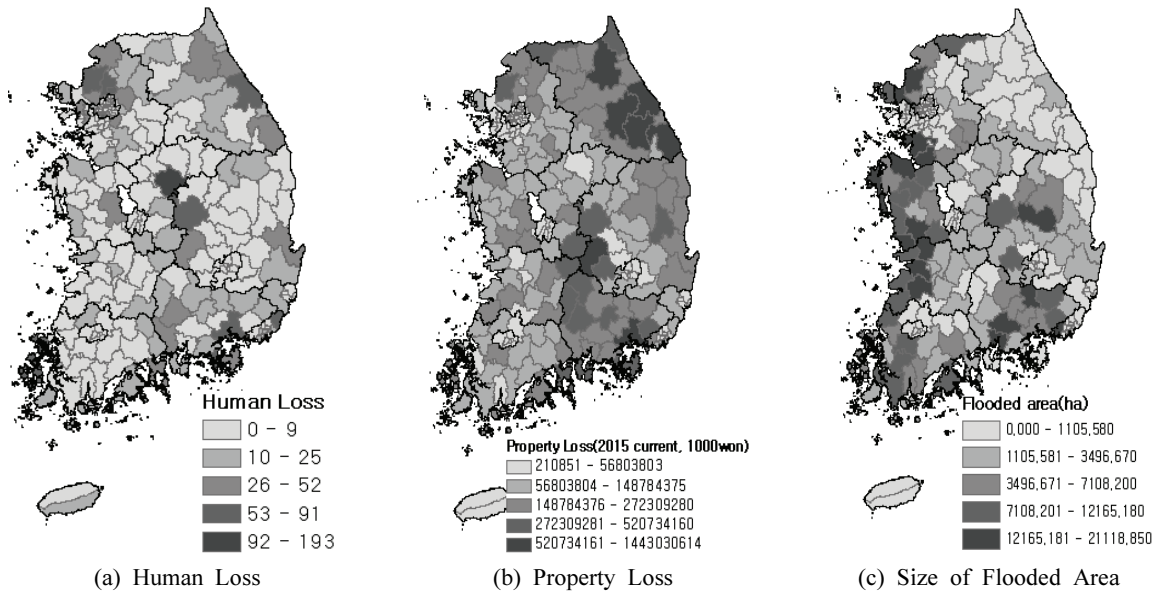 Human Loss
0 - 9
10 - 25
26 - 52
53 - 91
92 - 193
Property Loss(2015 current, 1000won)
210851 - 56803803
56803804 - 148784375
148784376 - 272309280
272309281 - 520734160
520734161 - 1443030614
Flooded area(ha)
0,000 - 1105,580
1105,581 - 3496,670
3496,671 - 7108,200
7108,201 - 12165,180
12165,181 - 21118,850
(a) Human Loss
(b) Property Loss
(c) Size of Flooded Area